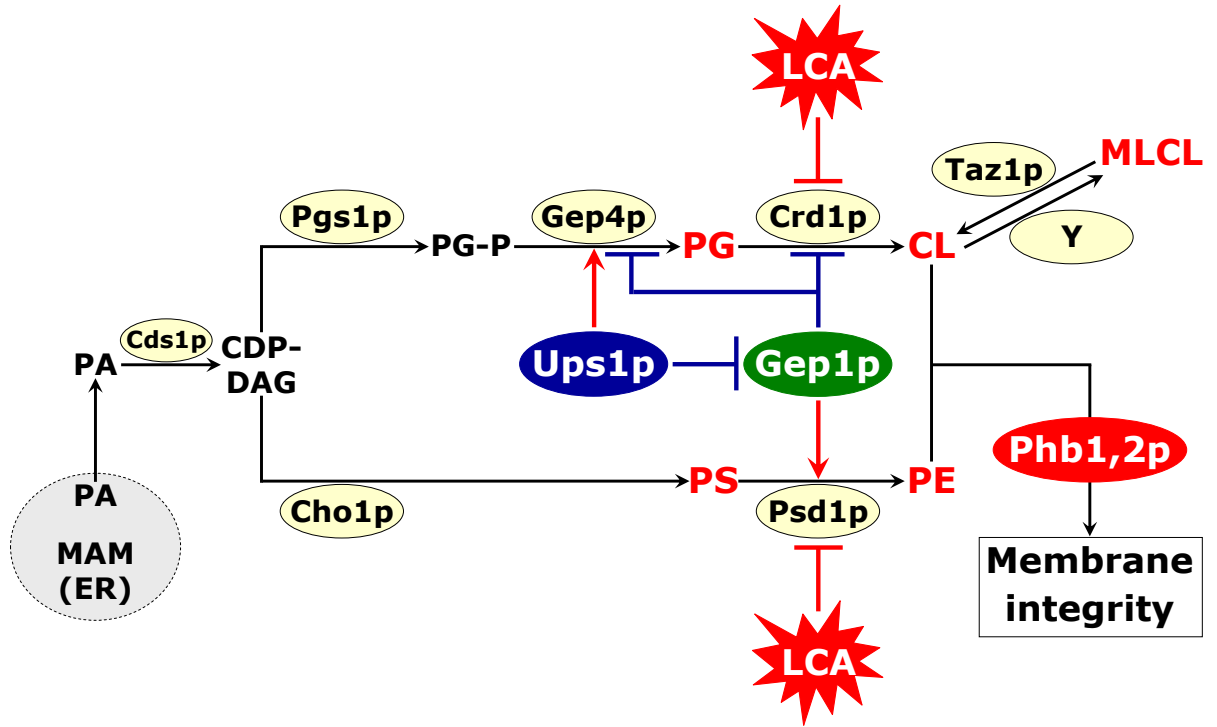 LCA
Taz1p
MLCL
Pgs1p
Gep4p
Crd1p
Y
PG-P
PG
CL
Cds1p
CDP-
DAG
PA
Ups1p
Gep1p
Phb1,2p
PA
MAM
(ER)
Cho1p
PS
Psd1p
PE
Membrane
integrity
LCA